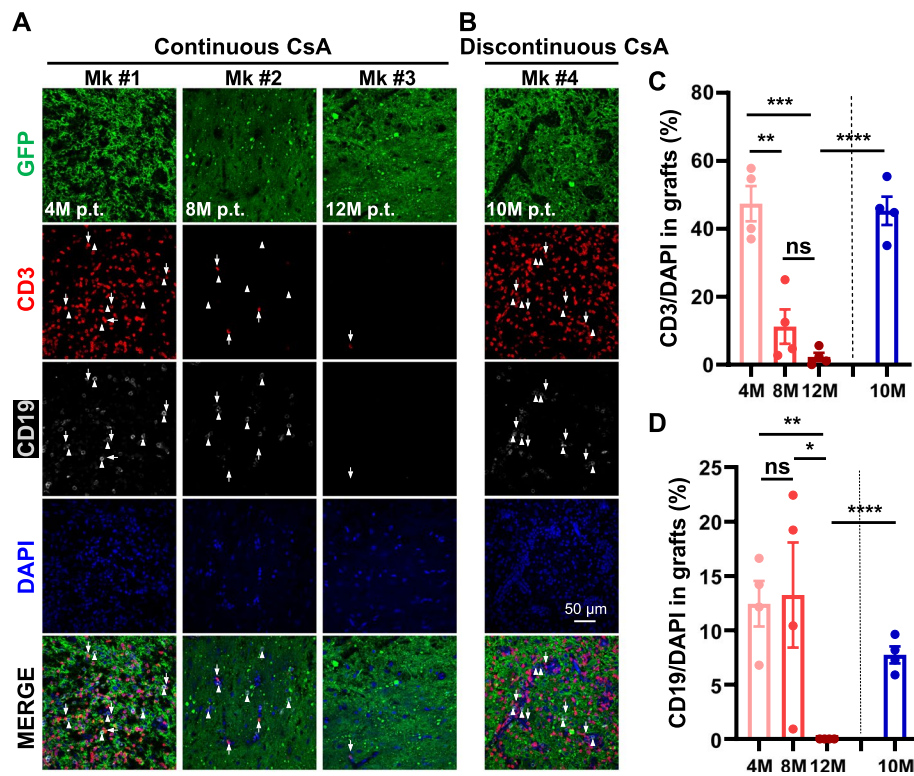 A
B
Continuous CsA
Discontinuous CsA
Mk #1
Mk #2
Mk #3
Mk #4
GFP
4M p.t.
8M p.t.
12M p.t.
10M p.t.
CD3
CD19
DAPI
50 µm
MERGE
C
CD3/DAPI in grafts (%)
80
60
40
20
0
***
**
****
ns
4M
8M
12M
10M
D
CD19/DAPI in grafts (%)
25
20
15
10
5
0
**
*
ns
****
4M
8M
12M
10M